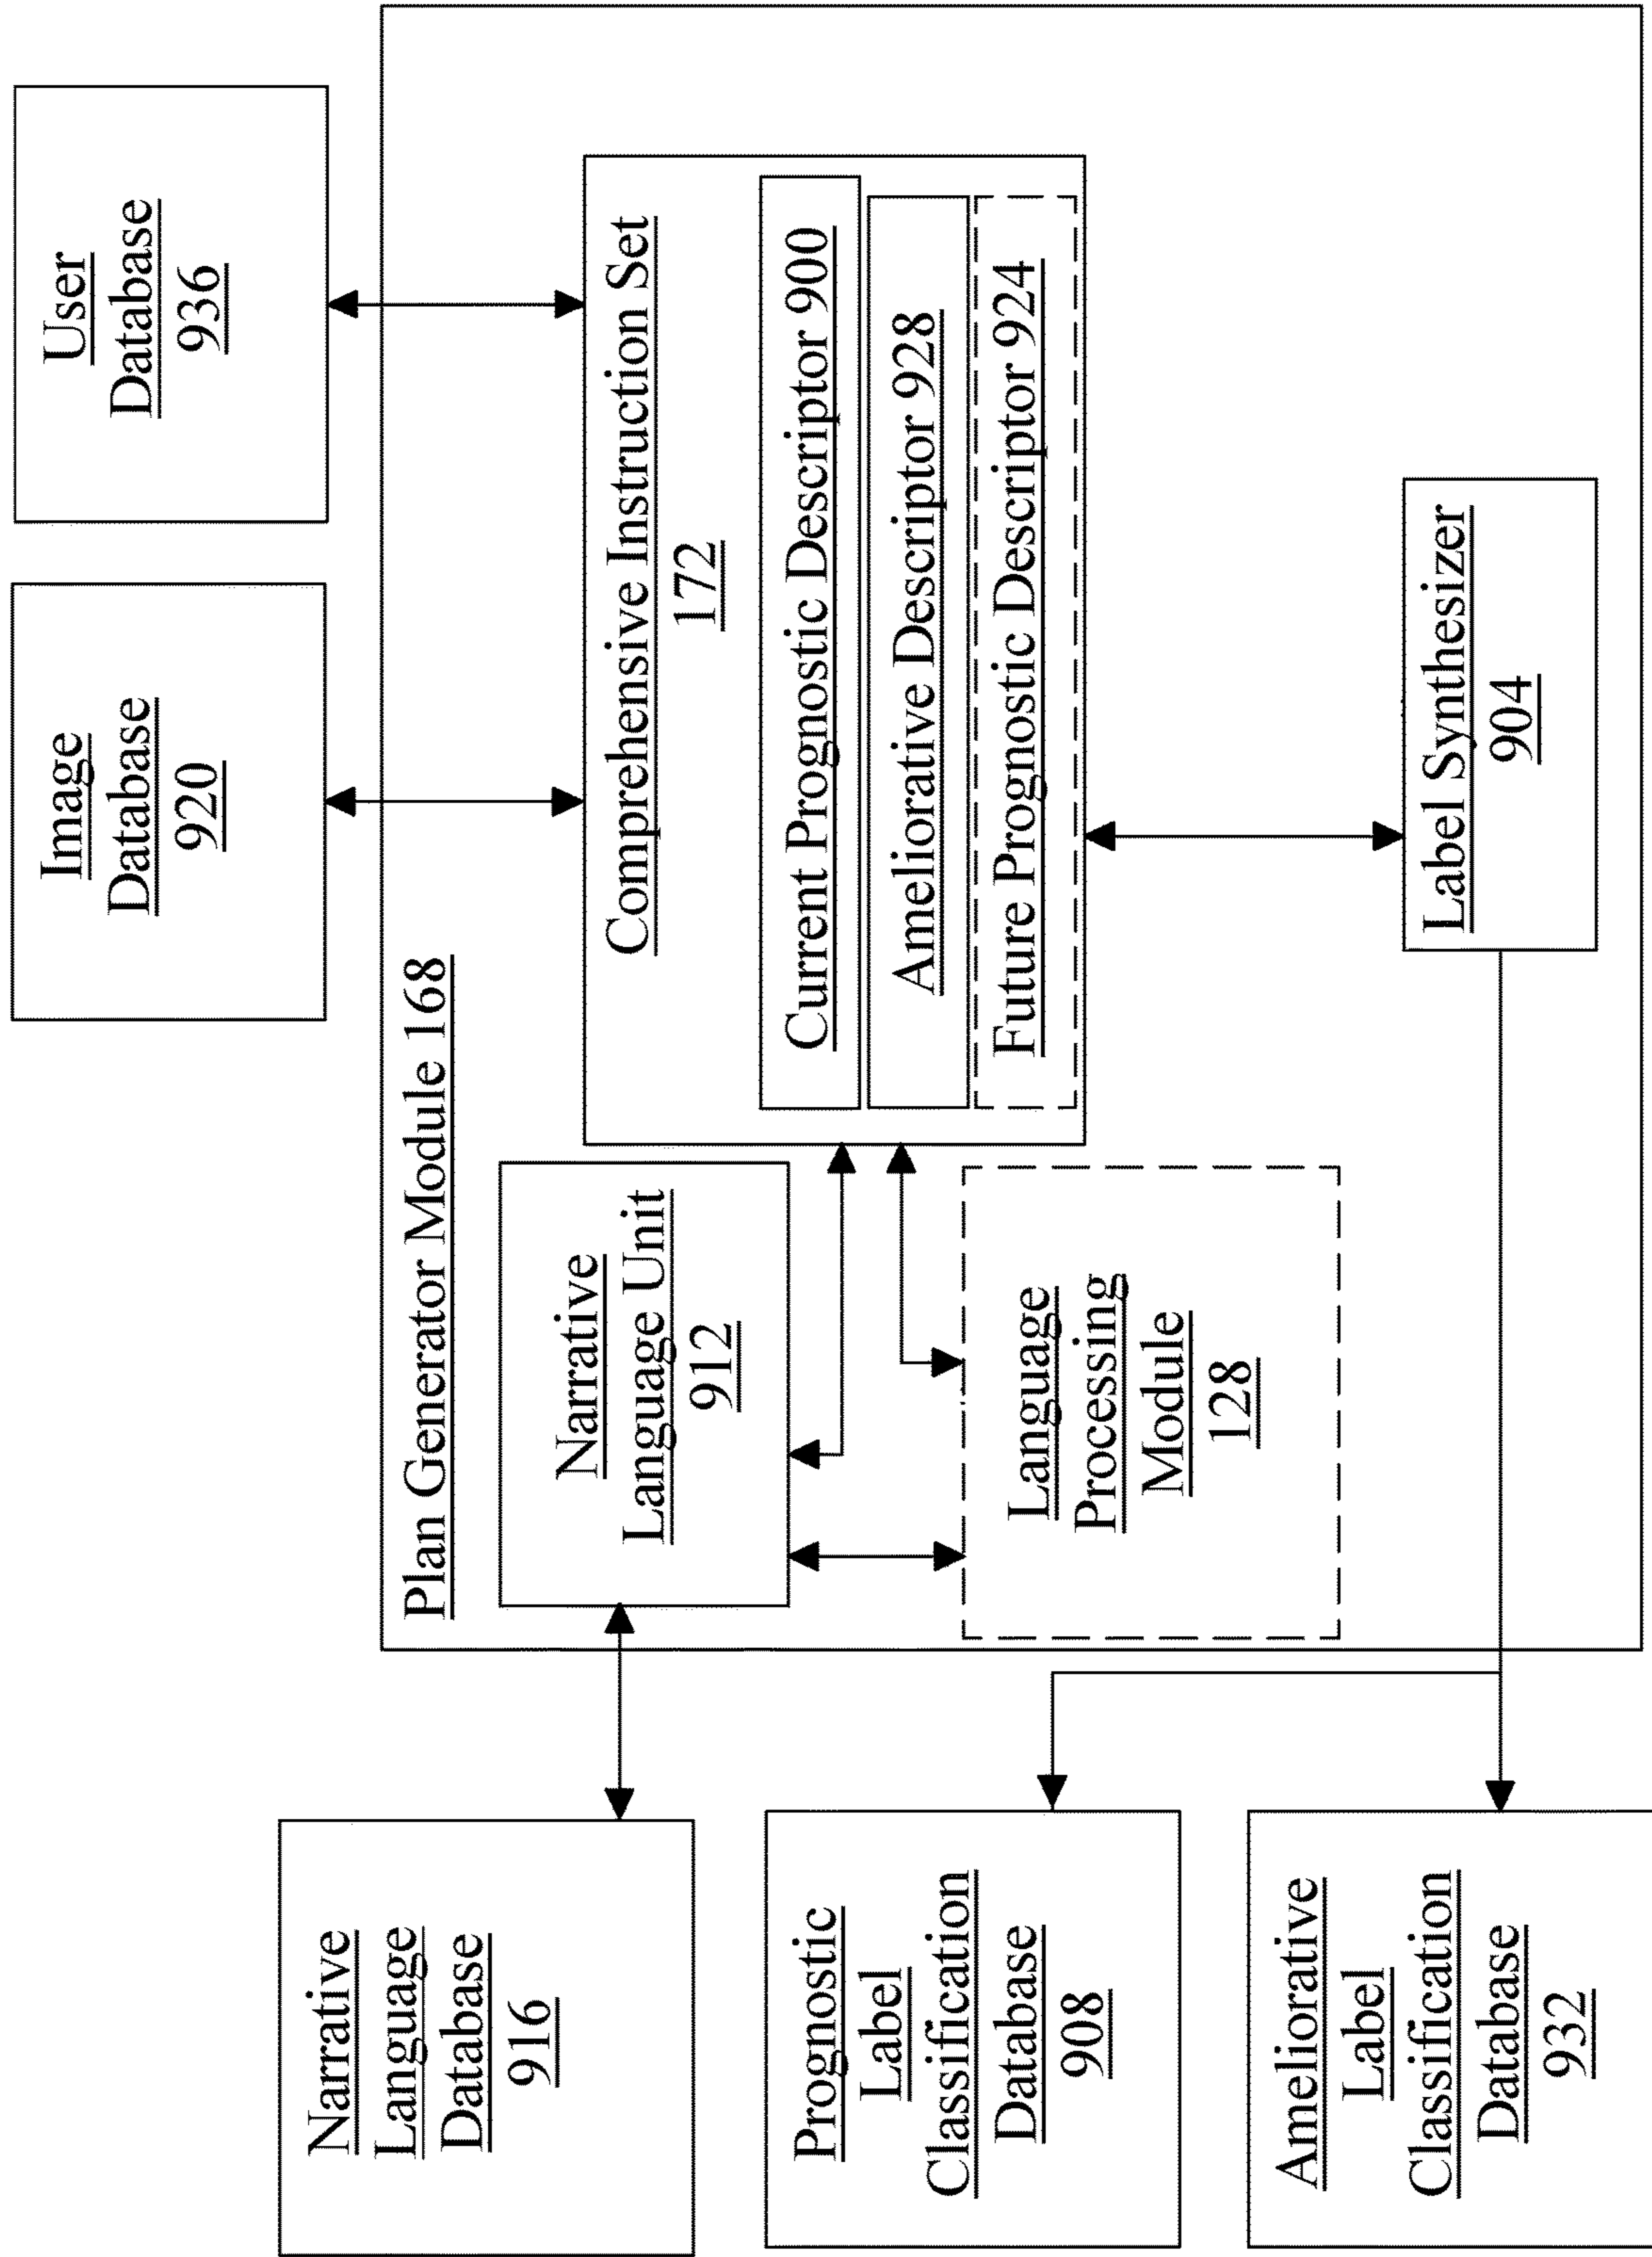 Plan Generator Module 168
Narrative
Language Database
916
Narrative
Language Unit
912
Comprehensive Instruction Set
172
Current Prognostic Descriptor 900
Ameliorative Descriptor 928
Future Prognostic Descriptor 924
Image
Database
920
User
Database
936
Prognostic
Label
Classification
Database
908
Language
Processing
Module
128
Ameliorative
Label
Classification
Database
932
Label Synthesizer
904